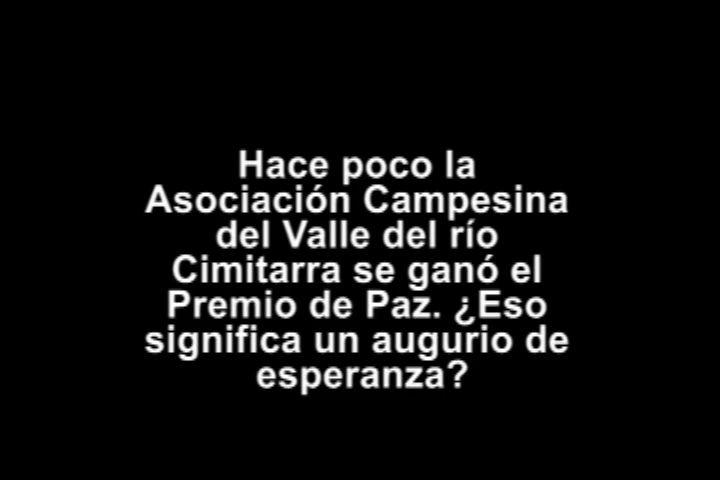 Hace poco la
Asociación Campesina
del Valle del río
Cimitarra se ganó el
Premio de Paz. ¿Eso
significa un augurio de
esperanza?